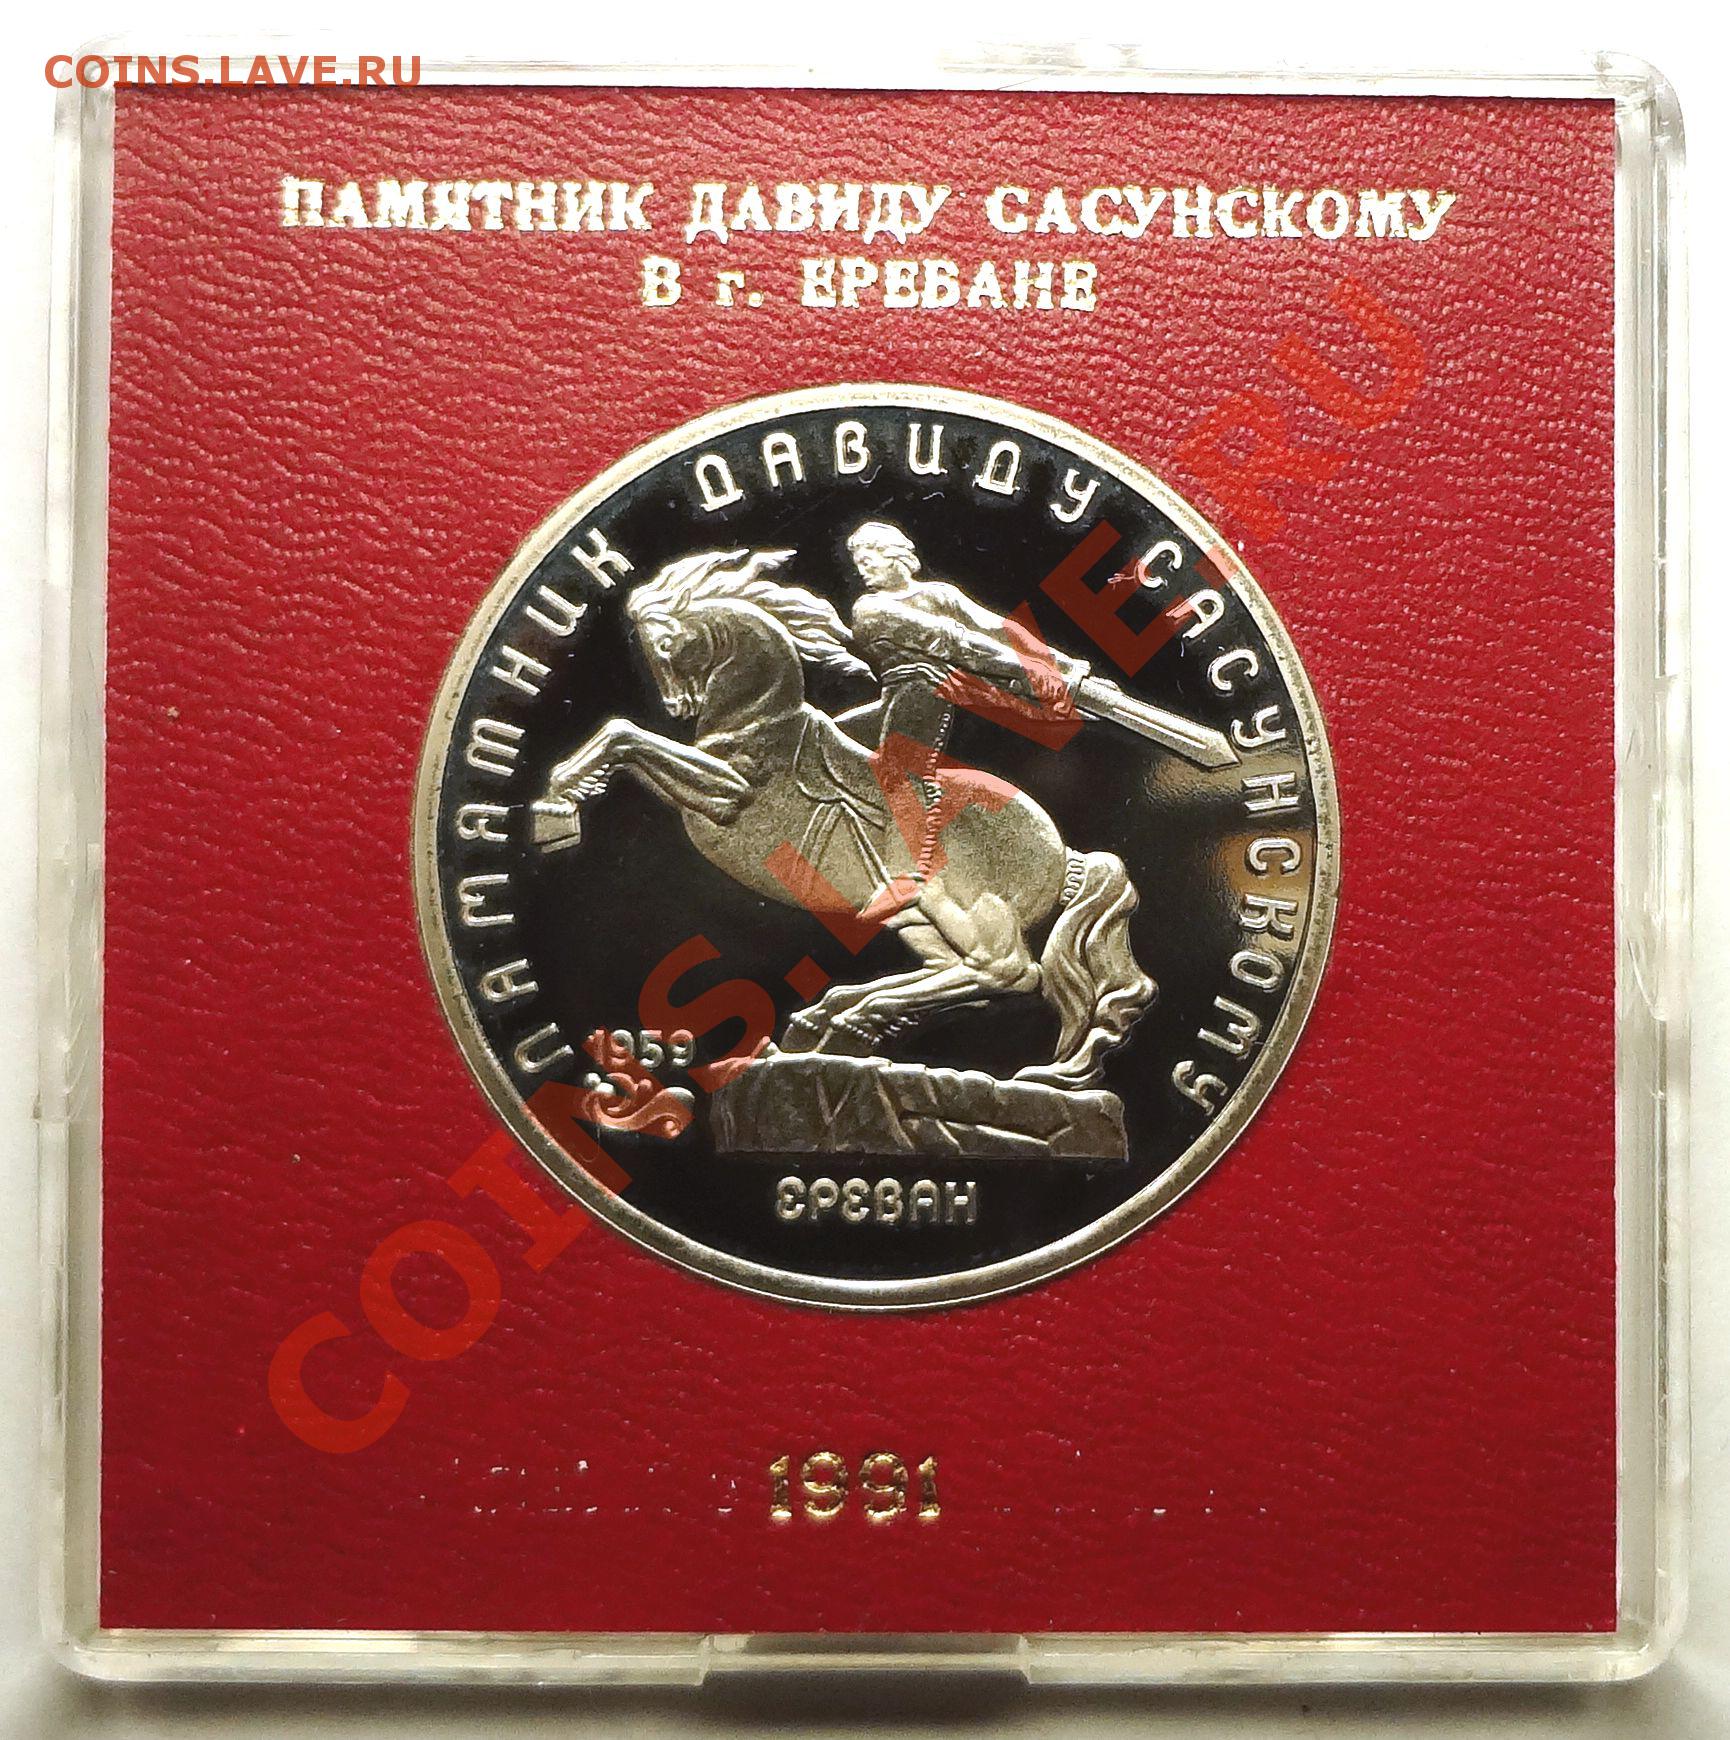 COINS.LAVE.RU
ПАМЯТНИК ДАВИДУ САСУНСКОМУ
В г. ЕРЕВАНЕ
ПАМЯТНИК ДАВИДУ САСУНСКОМУ
1959
ЕРЕВАН
COINS.LAVE.RU
1991